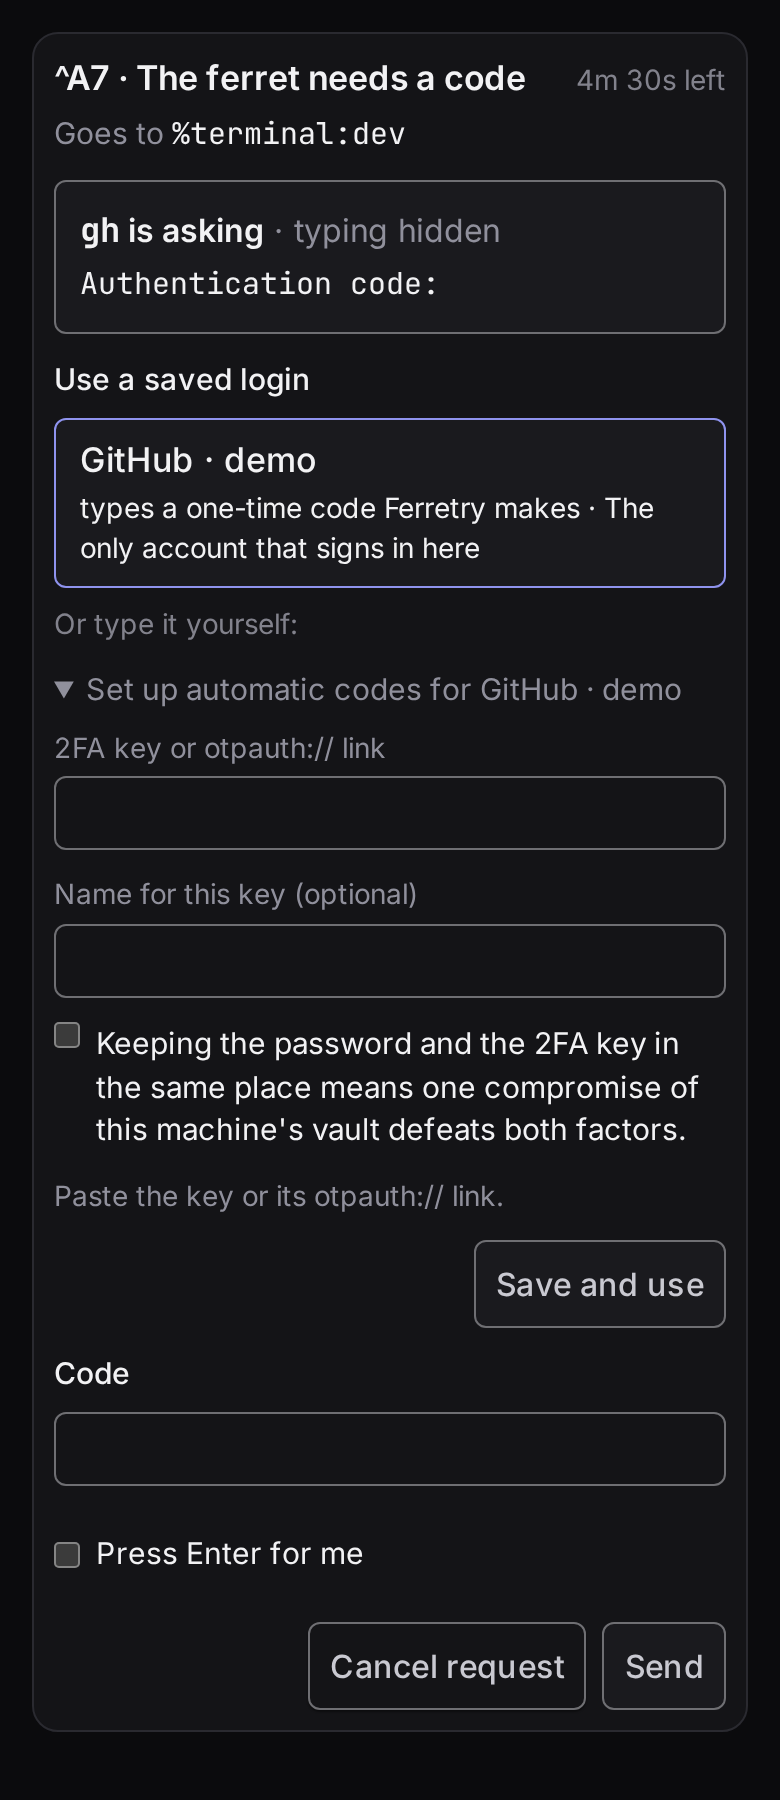 ^A7 · The ferret needs a code
4m 30s left
Goes to %terminal:dev
gh is asking · typing hidden
Authentication code:
Use a saved login
GitHub · demo
types a one-time code Ferretry makes · The
only account that signs in here
Or type it yourself:
▼ Set up automatic codes for GitHub · demo
2FA key or otpauth:// link
Name for this key (optional)
Keeping the password and the 2FA key in
the same place means one compromise of
this machine's vault defeats both factors.
Paste the key or its otpauth:// link.
Save and use
Code
Press Enter for me
Cancel request
Send